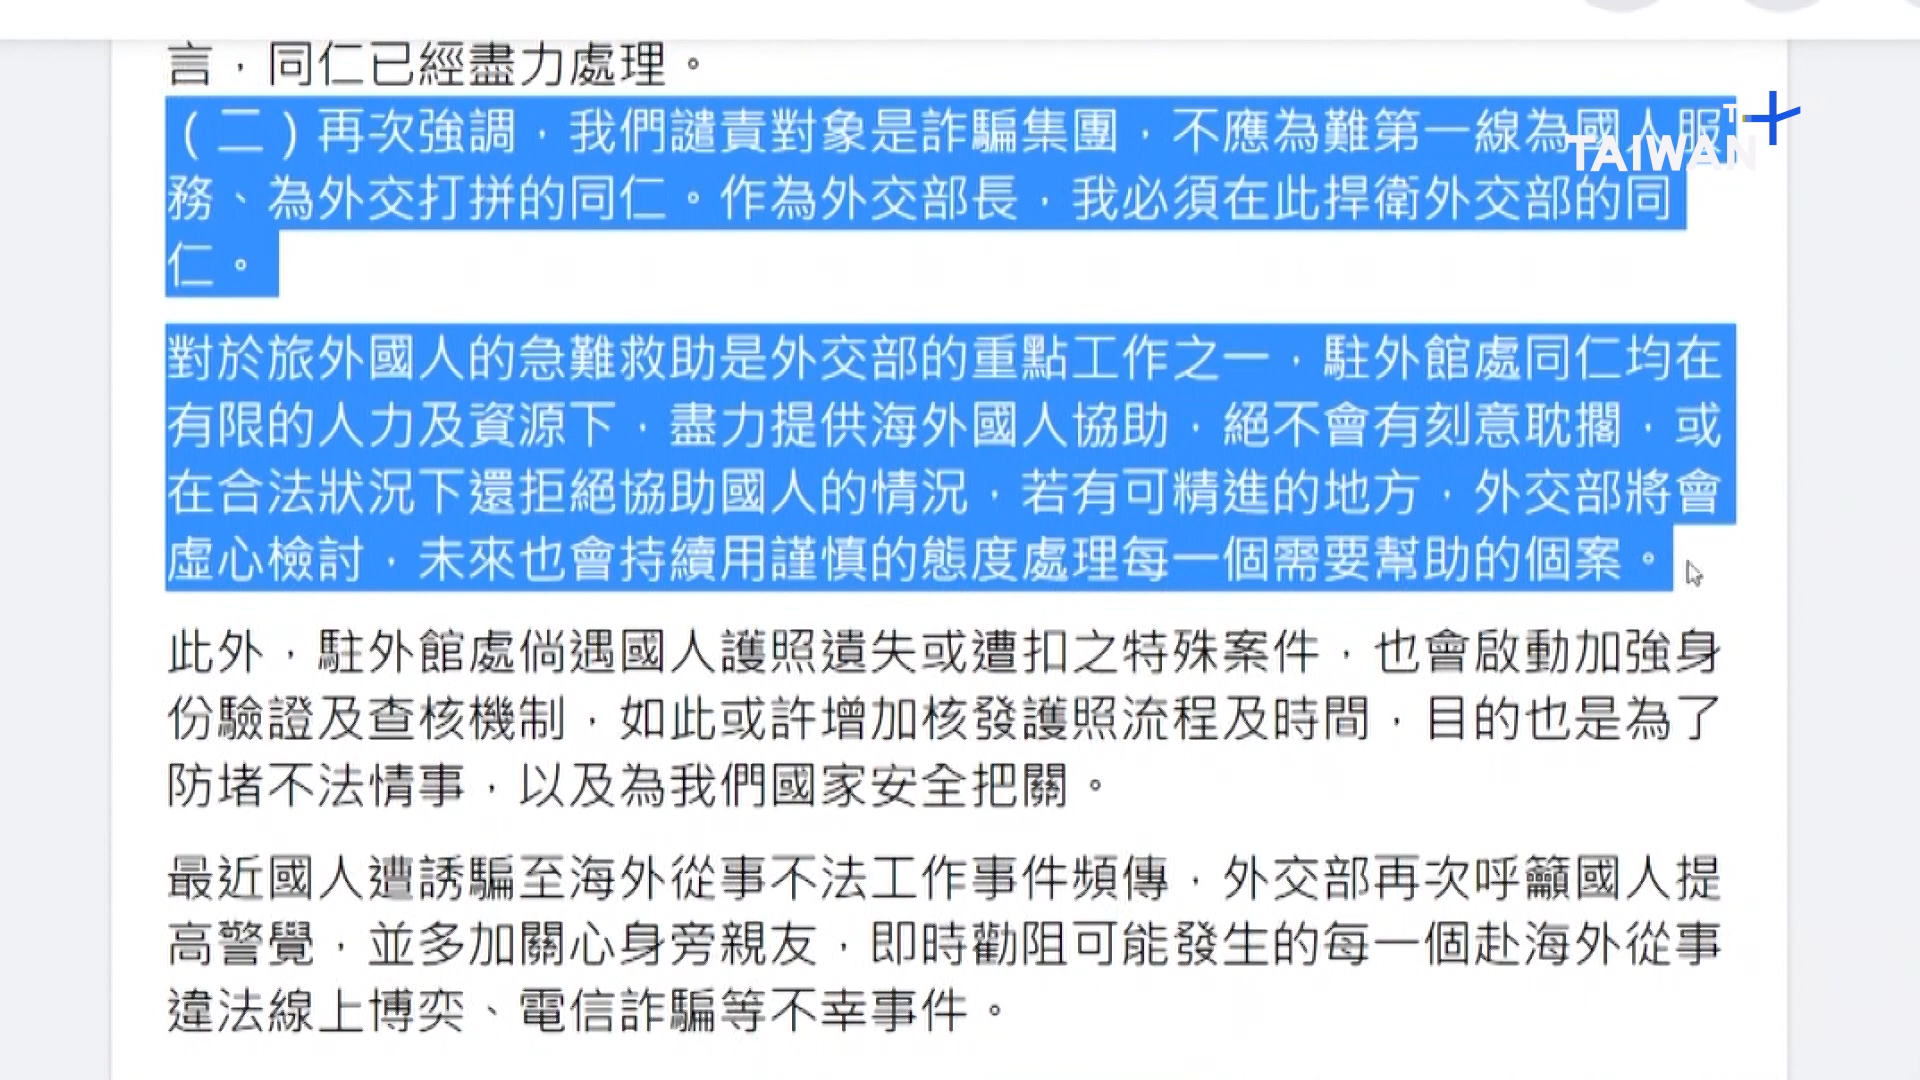 言，同仁已經盡力處理。
（二）再次強調，我們譴責對象是詐騙集團，不應為難第一線為國人服
務、為外交打拼的同仁。作為外交部長，我必須在此捍衛外交部的同
仁。
對於旅外國人的急難救助是外交部的重點工作之一，駐外館處同仁均在
有限的人力及資源下，盡力提供海外國人協助，絕不會有刻意耽擱，或
在合法狀況下還拒絕協助國人的情況，若有可精進的地方，外交部將會
虛心檢討，未來也會持續用謹慎的態度處理每一個需要幫助的個案。
此外，駐外館處倘遇國人護照遺失或遭扣之特殊案件，也會啟動加強身
份驗證及查核機制，如此或許增加核發護照流程及時間，目的也是為了
防堵不法情事，以及為我們國家安全把關。
最近國人遭誘騙至海外從事不法工作事件頻傳，外交部再次呼籲國人提
高警覺，並多加關心身旁親友，即時勸阻可能發生的每一個赴海外從事
違法線上博奕、電信詐騙等不幸事件。
TAIWAN